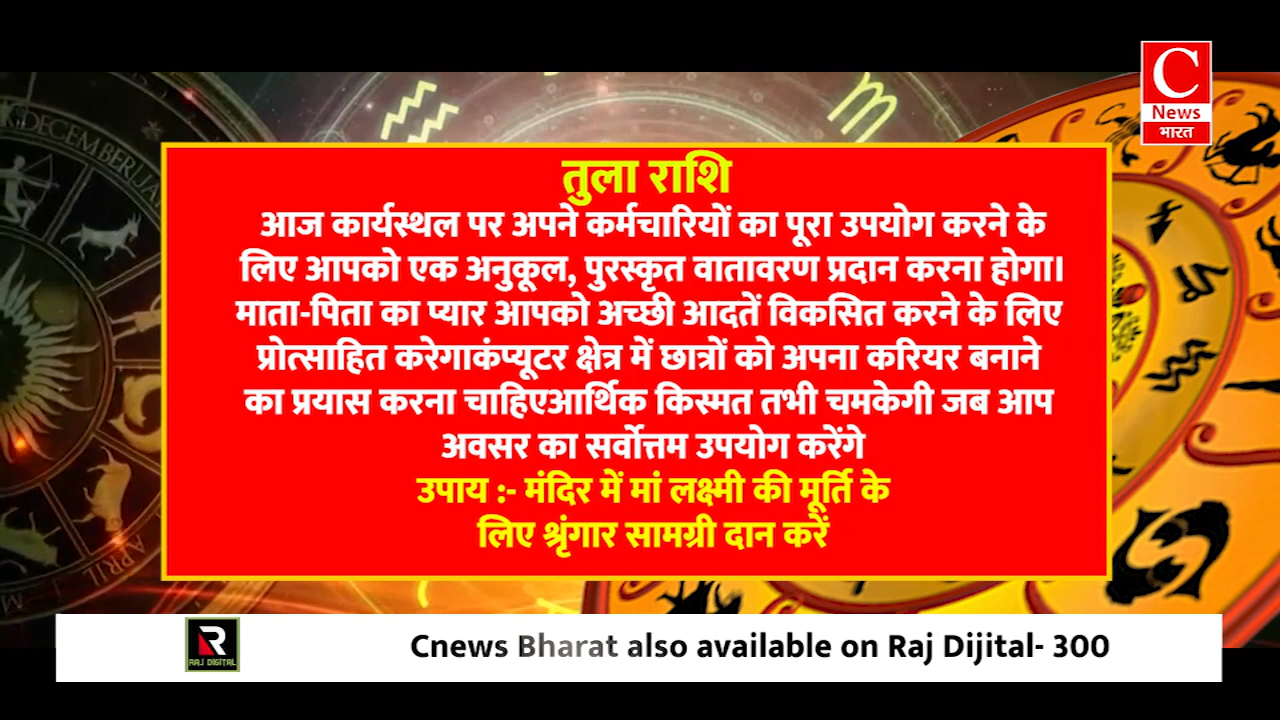 C
News
भारत
DECEMBER
तुला राशि
आज कार्यस्थल पर अपने कर्मचारियों का पूरा उपयोग करने के
लिए आपको एक अनुकूल, पुरस्कृत वातावरण प्रदान करना होगा।
माता-पिता का प्यार आपको अच्छी आदतें विकसित करने के लिए
प्रोत्साहित करेगाकंप्यूटर क्षेत्र में छात्रों को अपना करियर बनाने
का प्रयास करना चाहिएआर्थिक किस्मत तभी चमकेगी जब आप
अवसर का सर्वोत्तम उपयोग करेंगे
उपाय :- मंदिर में मां लक्ष्मी की मूर्ति के
लिए श्रृंगार सामग्री दान करें
APRIL
R
RAJ DIGITAL
Cnews Bharat also available on Raj Dijital- 300